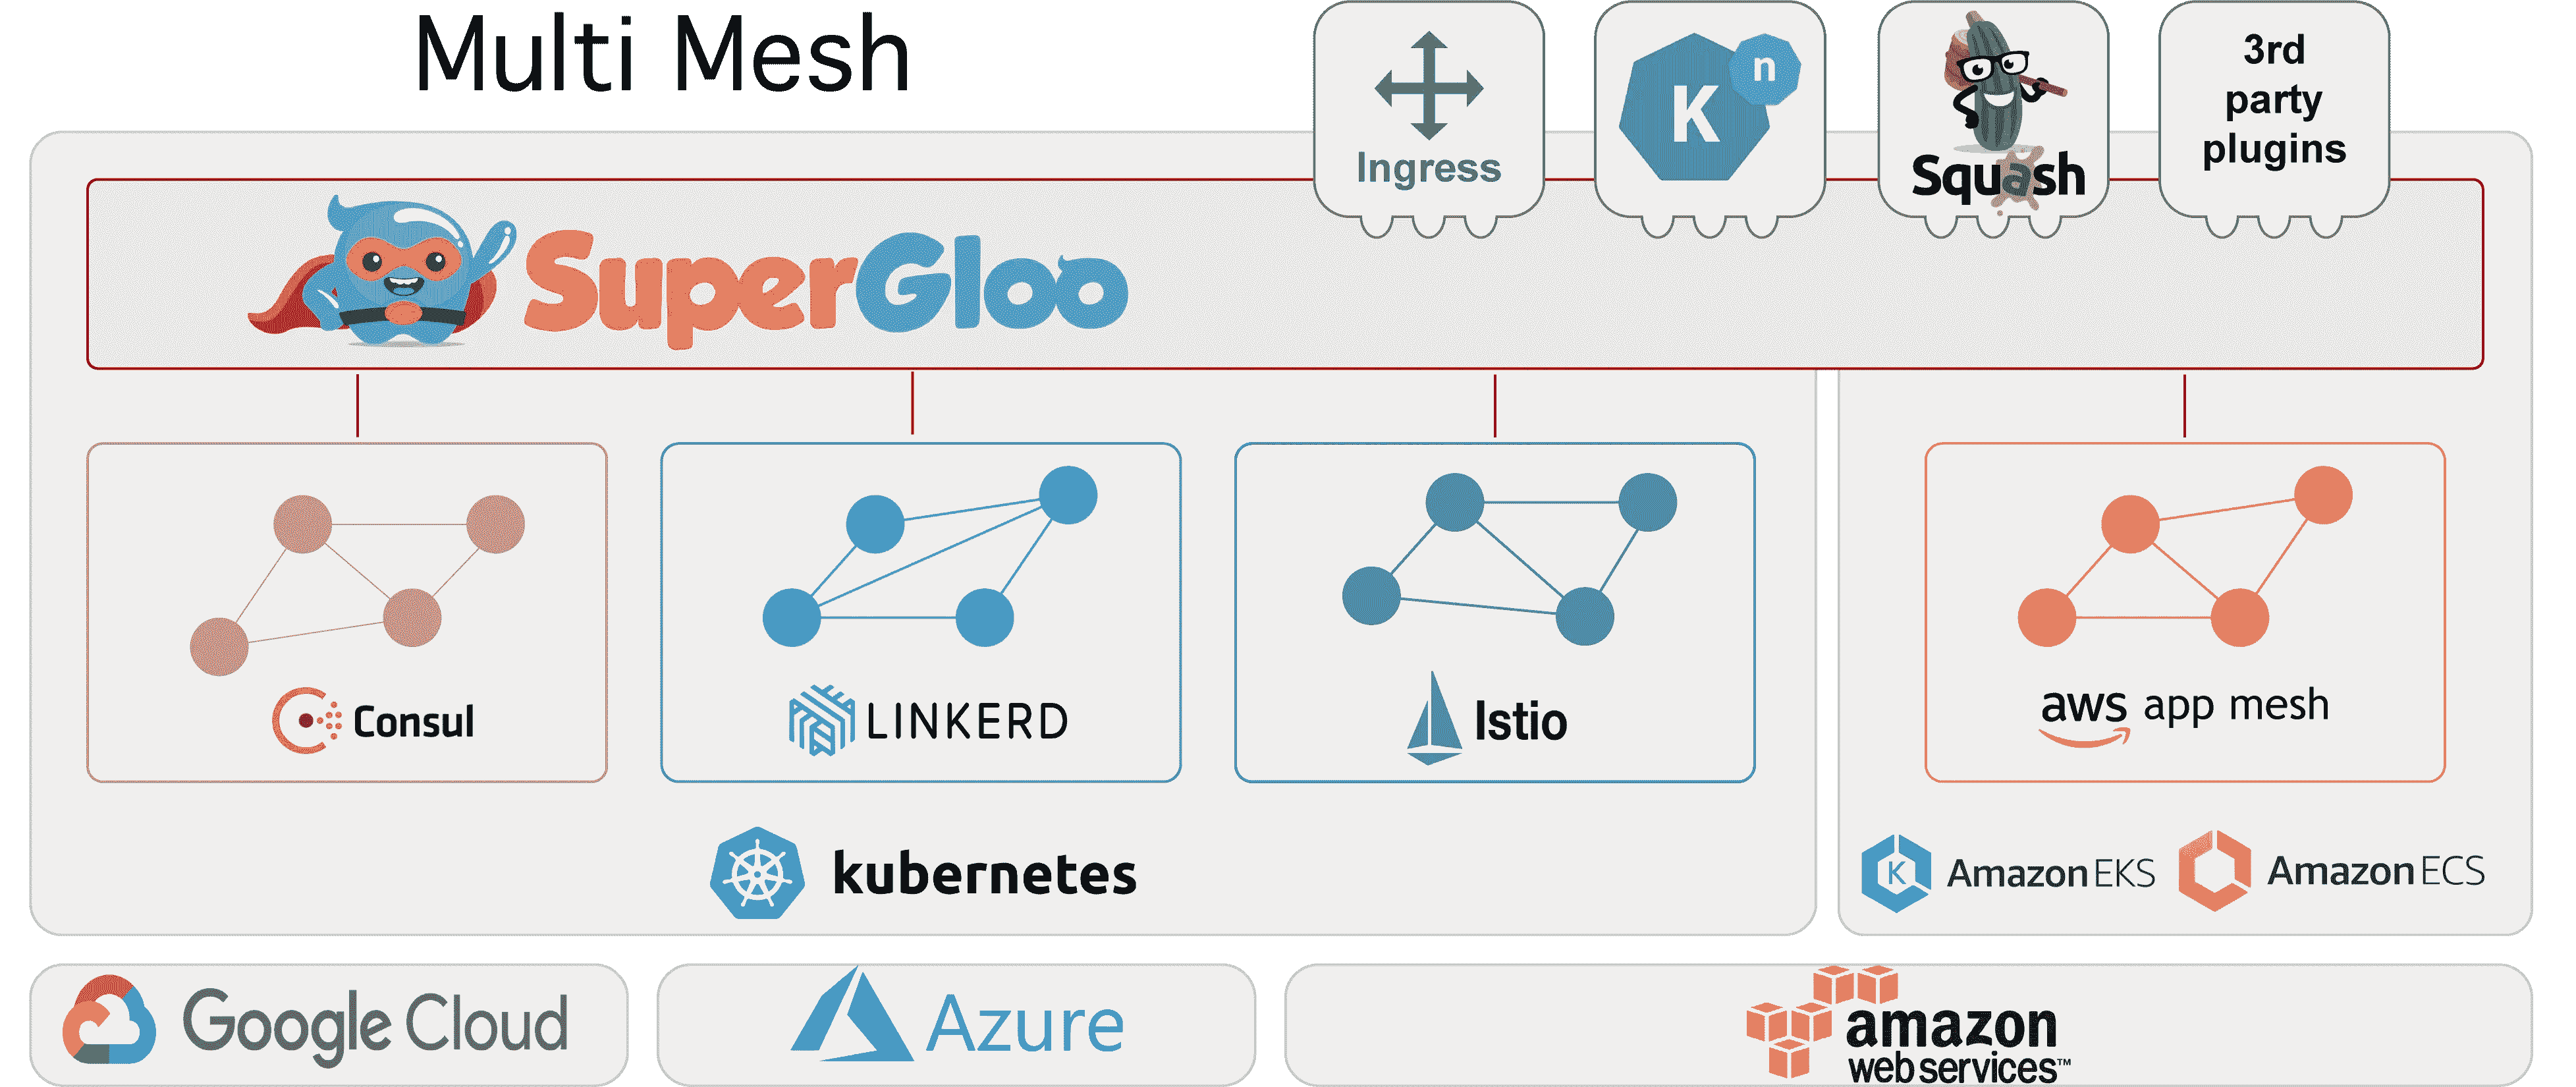 Multi Mesh
Ingress
K
n
Squash
3rd
party
plugins
SuperGloo
Consul
LINKERD
Istio
aws app mesh
kubernetes
K
Amazon EKS
Amazon ECS
Google Cloud
Azure
amazon
web services™